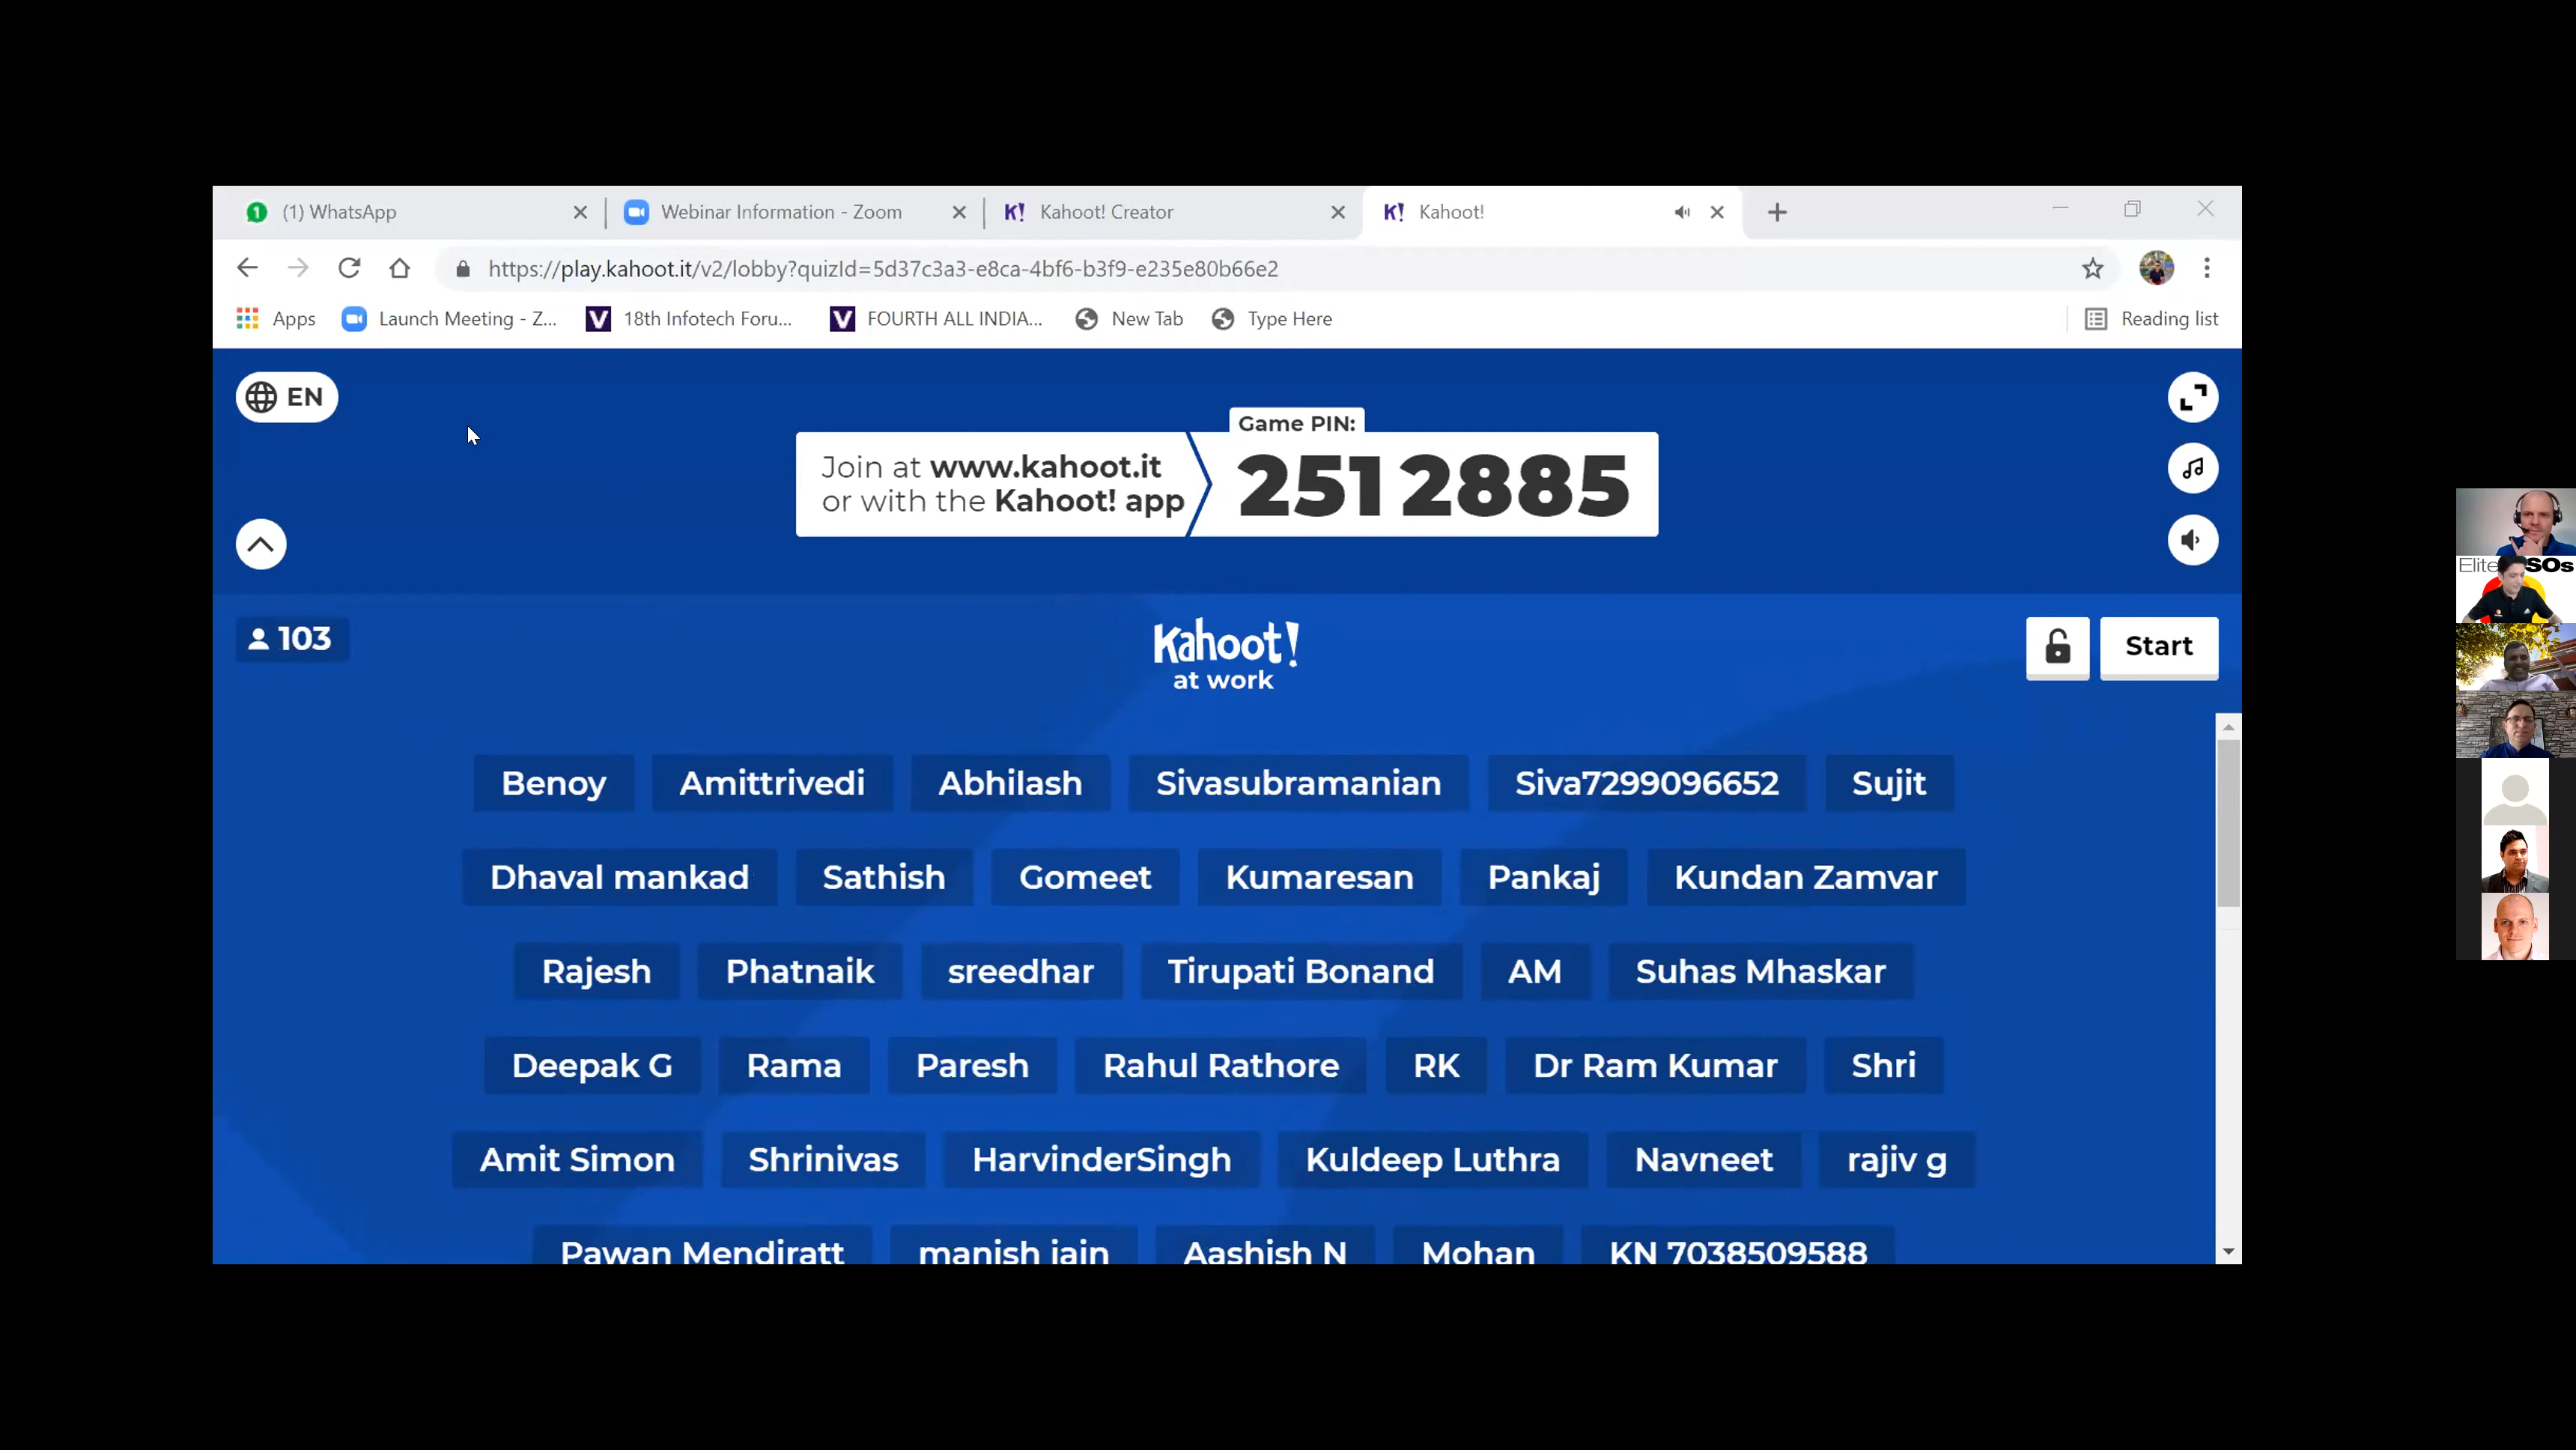 (1) WhatsApp
Webinar Information - Zoom
K! Kahoot! Creator
K! Kahoot!
https://play.kahoot.it/v2/lobby?quizId=5d37c3a3-e8ca-4bf6-b3f9-e235e80b66e2
Apps
Launch Meeting - Z...
V 18th Infotech Foru...
V FOURTH ALL INDIA...
New Tab
Type Here
Reading list
EN
Game PIN:
Join at www.kahoot.it
or with the Kahoot! app
251 2885
103
Kahoot!
at work
Start
Benoy Amittrivedi Abhilash Sivasubramanian Siva7299096652 Sujit
Dhaval mankad Sathish Gomeet Kumaresan Pankaj Kundan Zamvar
Rajesh Phatnaik sreedhar Tirupati Bonand AM Suhas Mhaskar
Deepak G Rama Paresh Rahul Rathore RK Dr Ram Kumar Shri
Amit Simon Shrinivas HarvinderSingh Kuldeep Luthra Navneet rajiv g
Pawan Mendiratt manish jain Aashish N Mohan KN 7038509588
Elite SOs